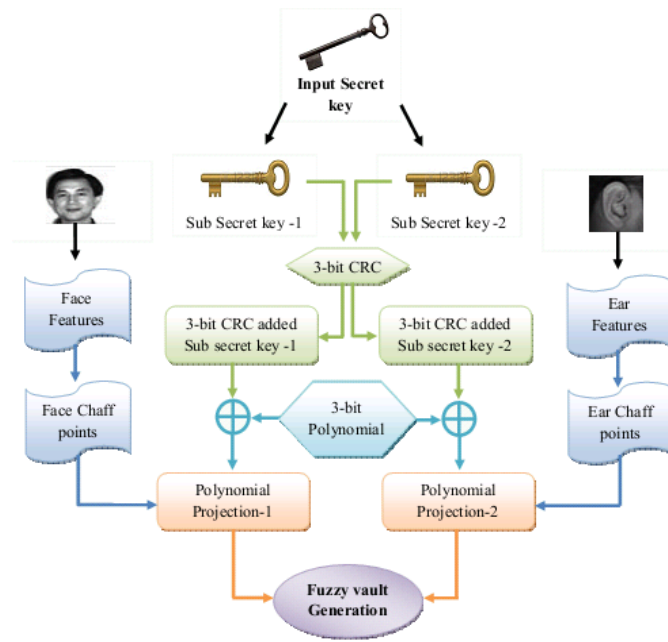 Input Secret
key
Sub Secret key -1
Sub Secret key -2
3-bit CRC
Face
Features
3-bit CRC added
Sub secret key -1
3-bit CRC added
Sub secret key -2
Ear
Features
Face Chaff
points
3-bit
Polynomial
Ear Chaff
points
Polynomial
Projection-1
Polynomial
Projection-2
Fuzzy vault
Generation